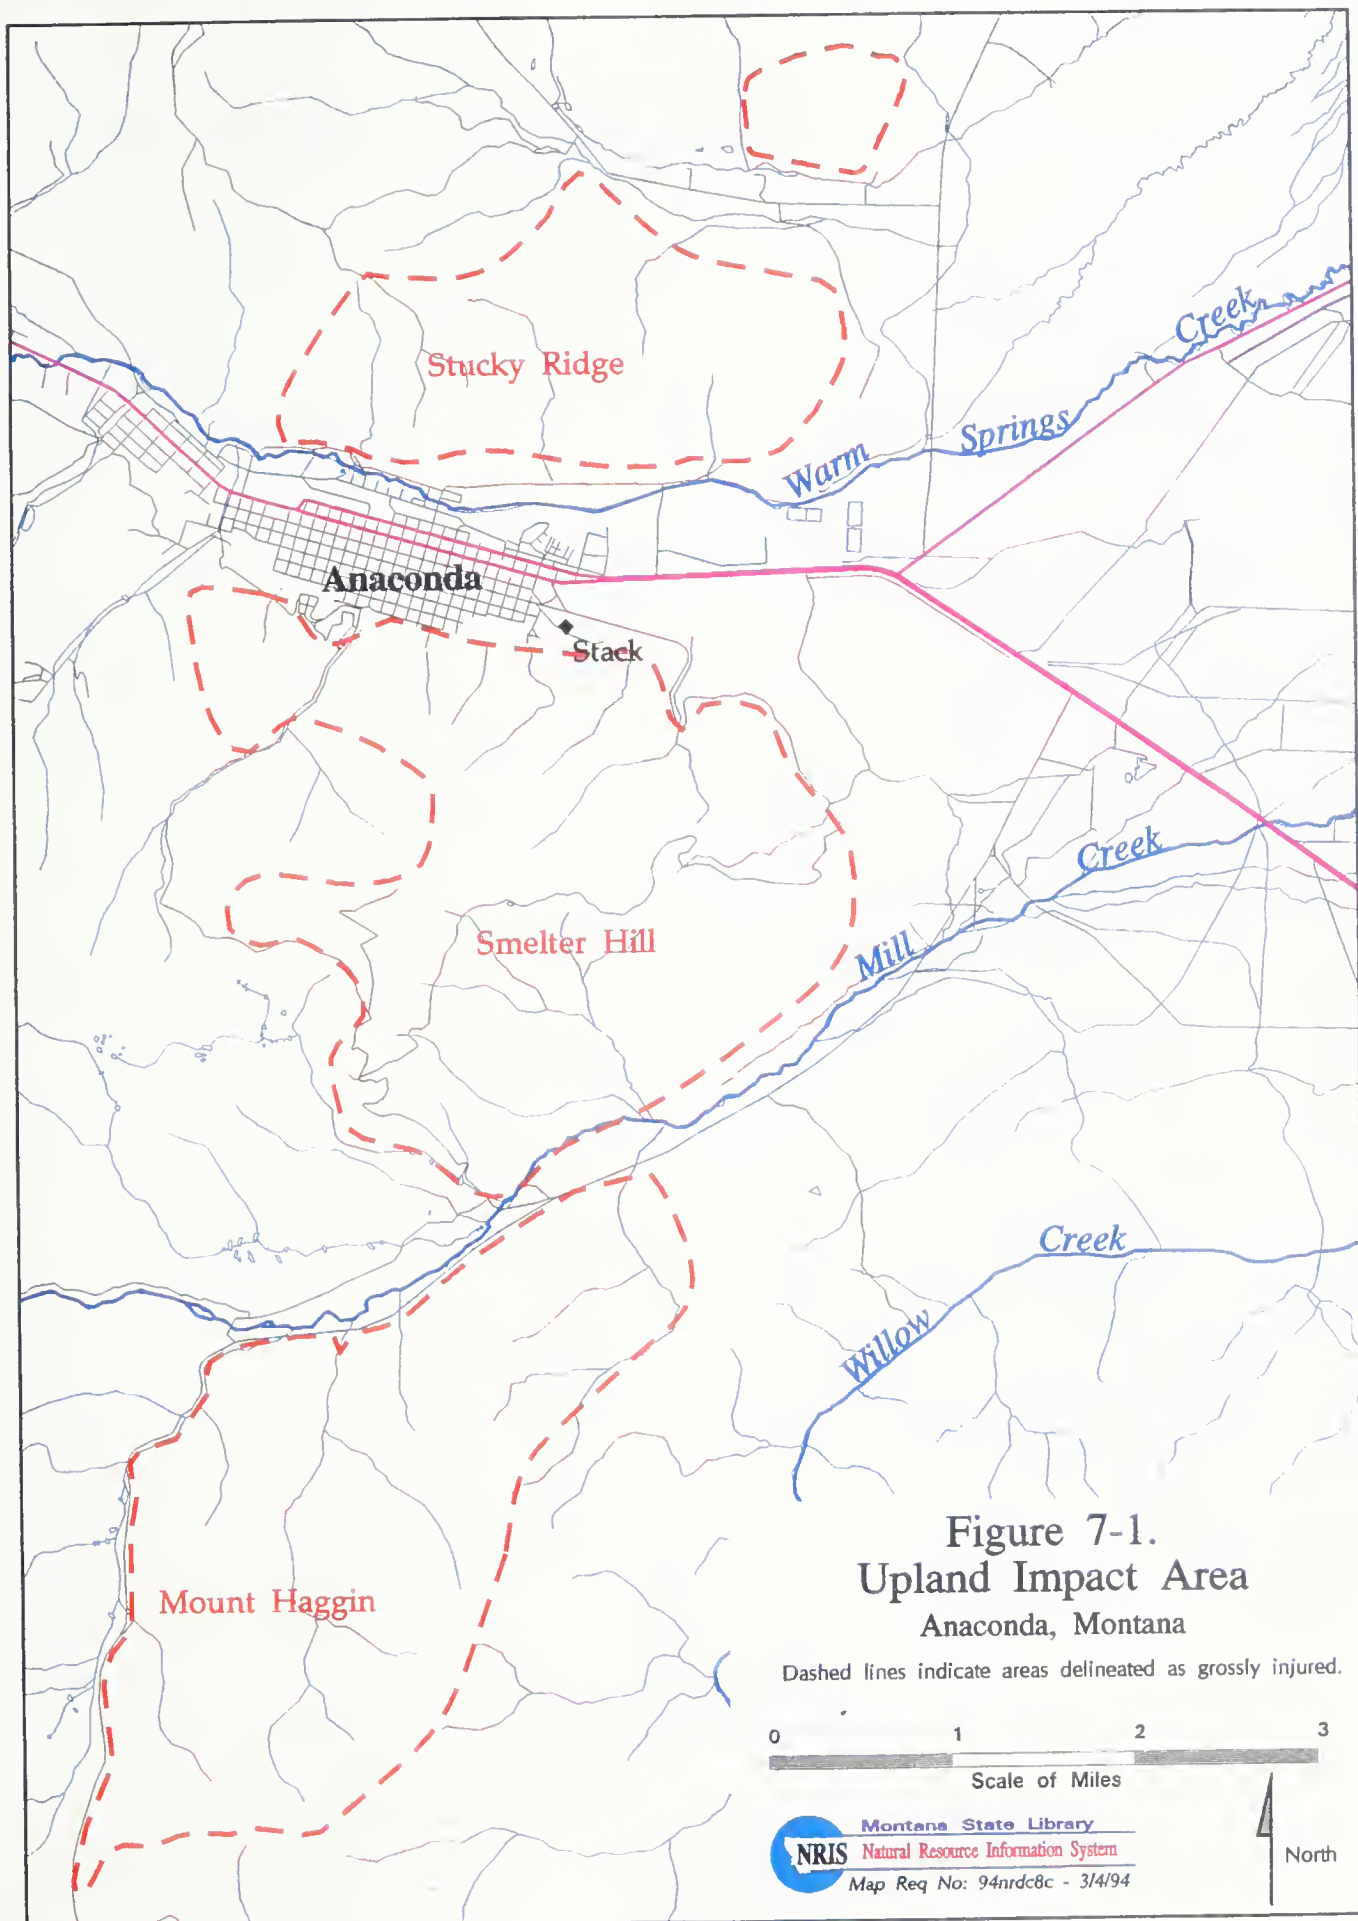 Stucky Ridge
Warm Springs Creek
Anaconda
Stack
Smelter Hill
Mill Creek
Willow Creek
Mount Haggin
Figure 7-1.
Upland Impact Area
Anaconda, Montana
Dashed lines indicate areas delineated as grossly injured.
0 1 2 3
Scale of Miles
Montana State Library
NRIS Natural Resource Information System
Map Req No: 94nrdc8c - 3/4/94
North